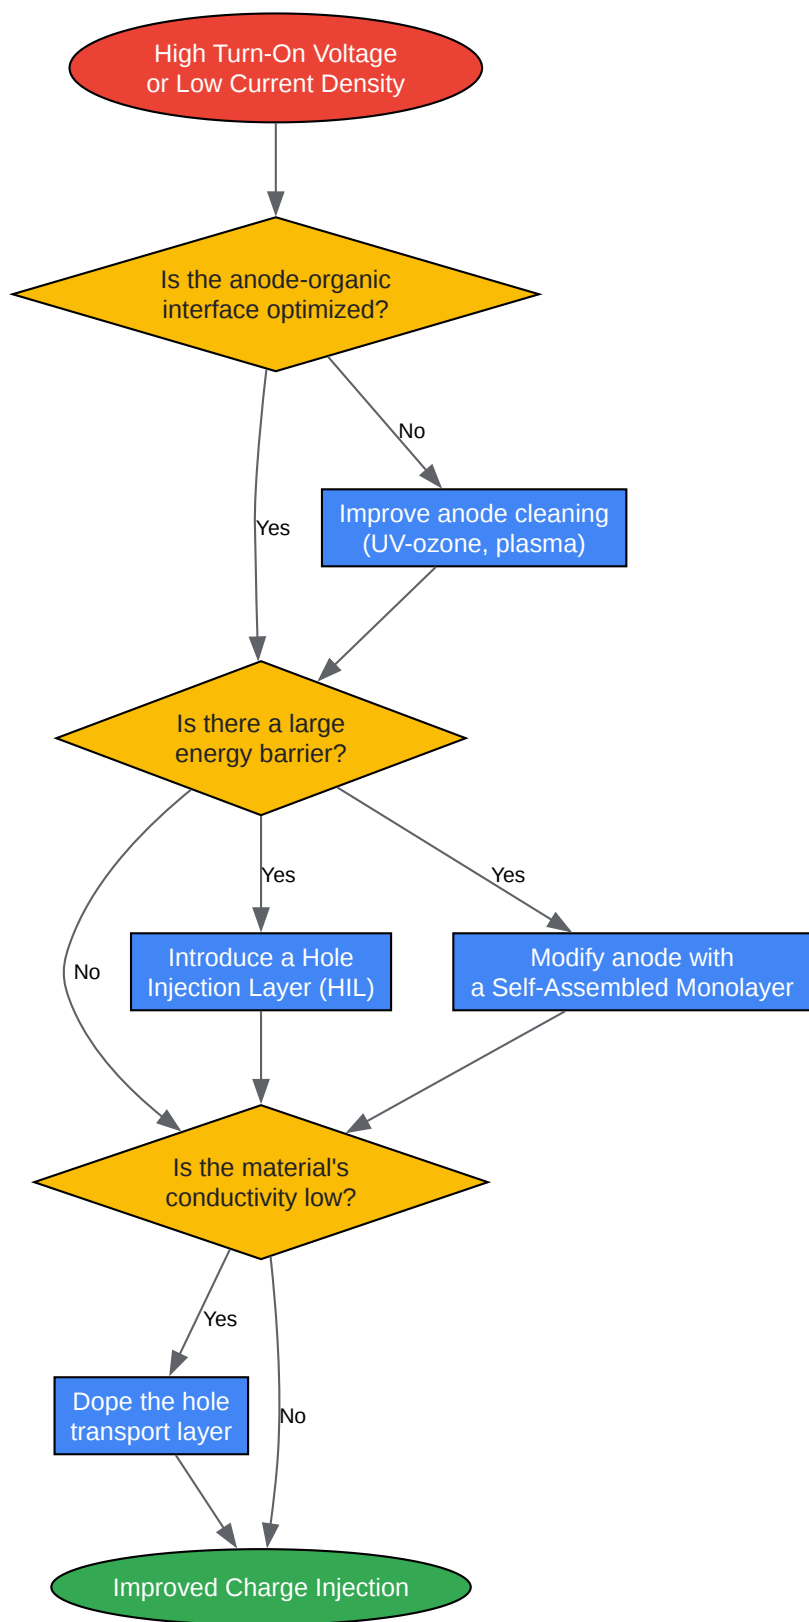 High Turn-On Voltage
or Low Current Density
Is the anode-organic
interface optimized?
No
Yes
Improve anode cleaning
(UV-ozone, plasma)
Is there a large
energy barrier?
Yes
Yes
No
Introduce a Hole
Injection Layer (HIL)
Modify anode with
a Self-Assembled Monolayer
Is the material's
conductivity low?
Yes
No
Dope the hole
transport layer
Improved Charge Injection